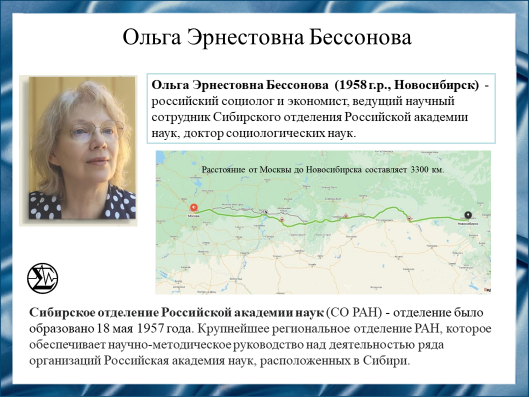 Ольга Эрнестовна Бессонова
Ольга Эрнестовна Бессонова (1958 г.р., Новосибирск) -
российский социолог и экономист, ведущий научный
сотрудник Сибирского отделения Российской академии
наук, доктор социологических наук.
Расстояние от Москвы до Новосибирска составляет 3300 км.
Москва
Новосибирск
Сибирское отделение Российской академии наук (СО РАН) - отделение было
образовано 18 мая 1957 года. Крупнейшее региональное отделение РАН, которое
обеспечивает научно-методическое руководство над деятельностью ряда
организаций Российская академия наук, расположенных в Сибири.